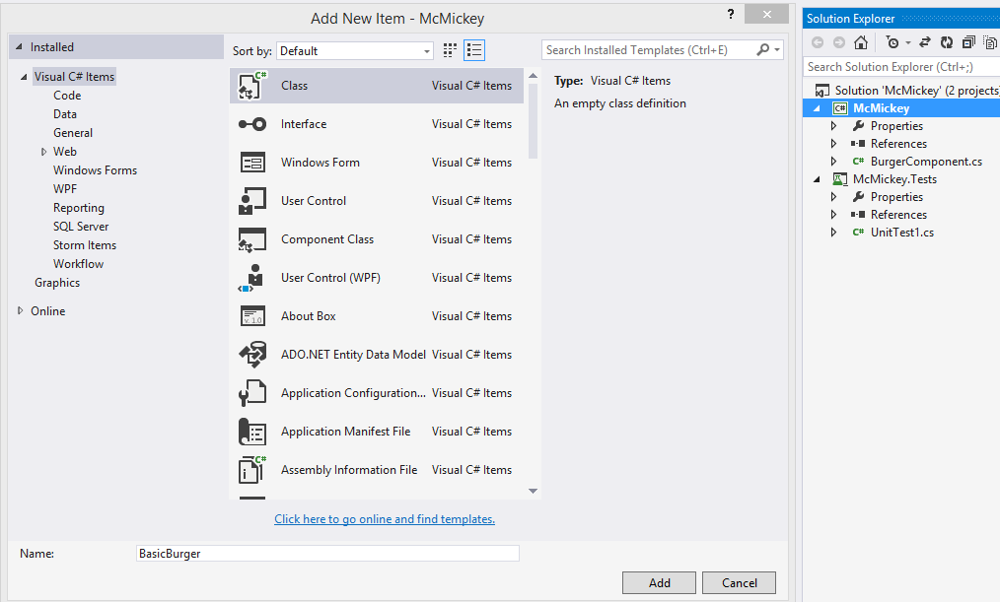 Add New Item - McMickey
?
Installed
Visual C# Items
Code
Data
General
Web
Windows Forms
WPF
Reporting
SQL Server
Storm Items
Workflow
Graphics
Online
Sort by: Default
Search Installed Templates (Ctrl+E)
C# Class Visual C# Items
Interface Visual C# Items
Windows Form Visual C# Items
User Control Visual C# Items
Component Class Visual C# Items
User Control (WPF) Visual C# Items
v. 1.0 About Box Visual C# Items
ADO.NET Entity Data Model Visual C# Items
Application Configuration... Visual C# Items
Application Manifest File Visual C# Items
C# Assembly Information File Visual C# Items
Type: Visual C# Items
An empty class definition
Click here to go online and find templates.
Name: BasicBurger
Add Cancel
Solution Explorer
Search Solution Explorer (Ctrl+;)
Solution 'McMickey' (2 projects)
C# McMickey
Properties
References
C# BurgerComponent.cs
McMickey.Tests
Properties
References
C# UnitTest1.cs